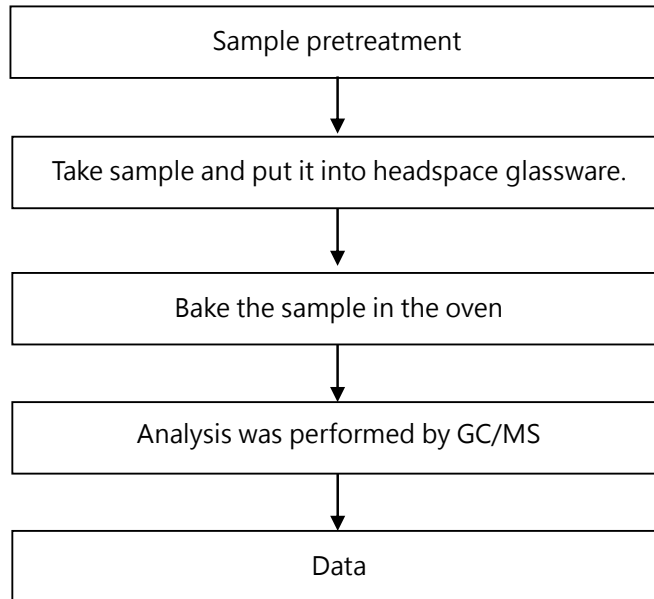 Sample pretreatment
Take sample and put it into headspace glassware.
Bake the sample in the oven
Analysis was performed by GC/MS
Data